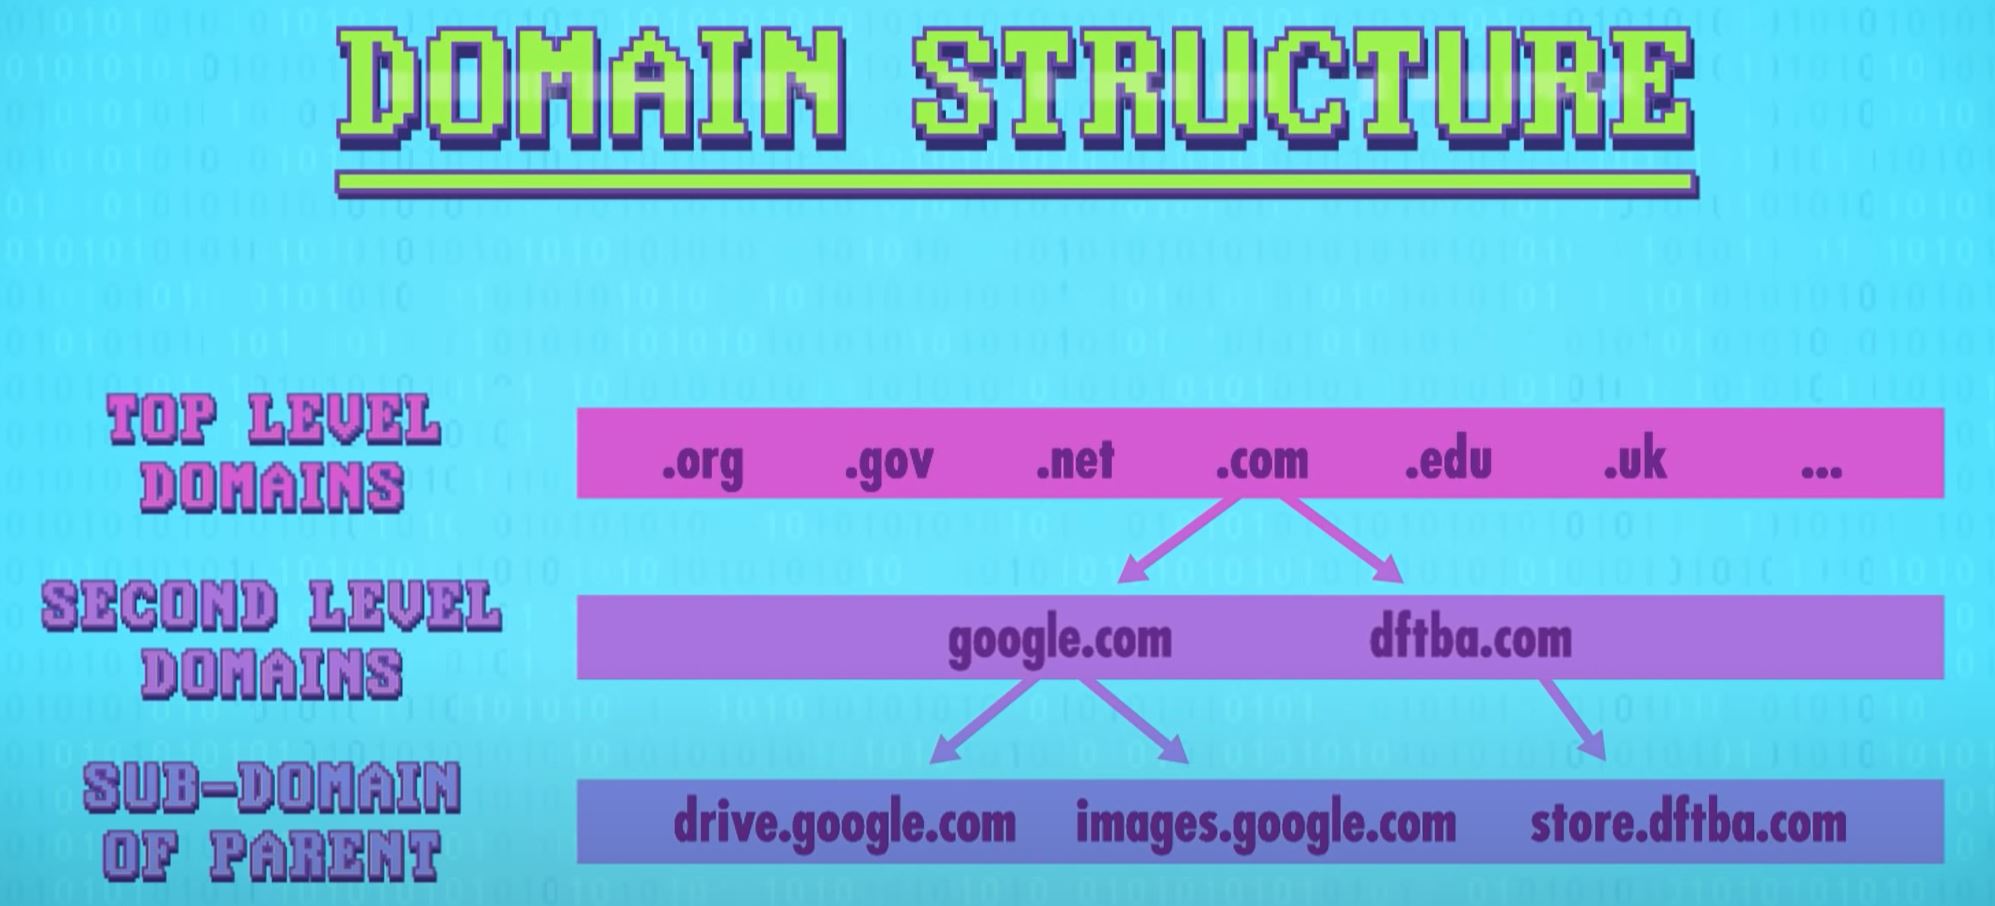 DOMAIN STRUCTURE
TOP LEVEL
DOMAINS
.org .gov .net .com .edu .uk ...
SECOND LEVEL
DOMAINS
google.com dftba.com
SUB-DOMAIN
OF PARENT
drive.google.com images.google.com store.dftba.com